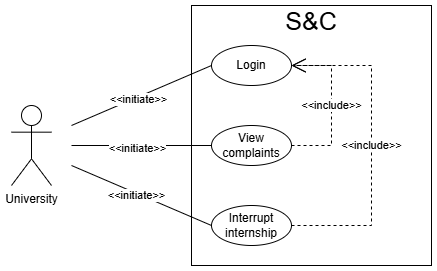 S&C
Login
<<initiate>>
<<include>>
View
complaints
<<initiate>>
<<include>>
University
<<initiate>>
Interrupt
internship